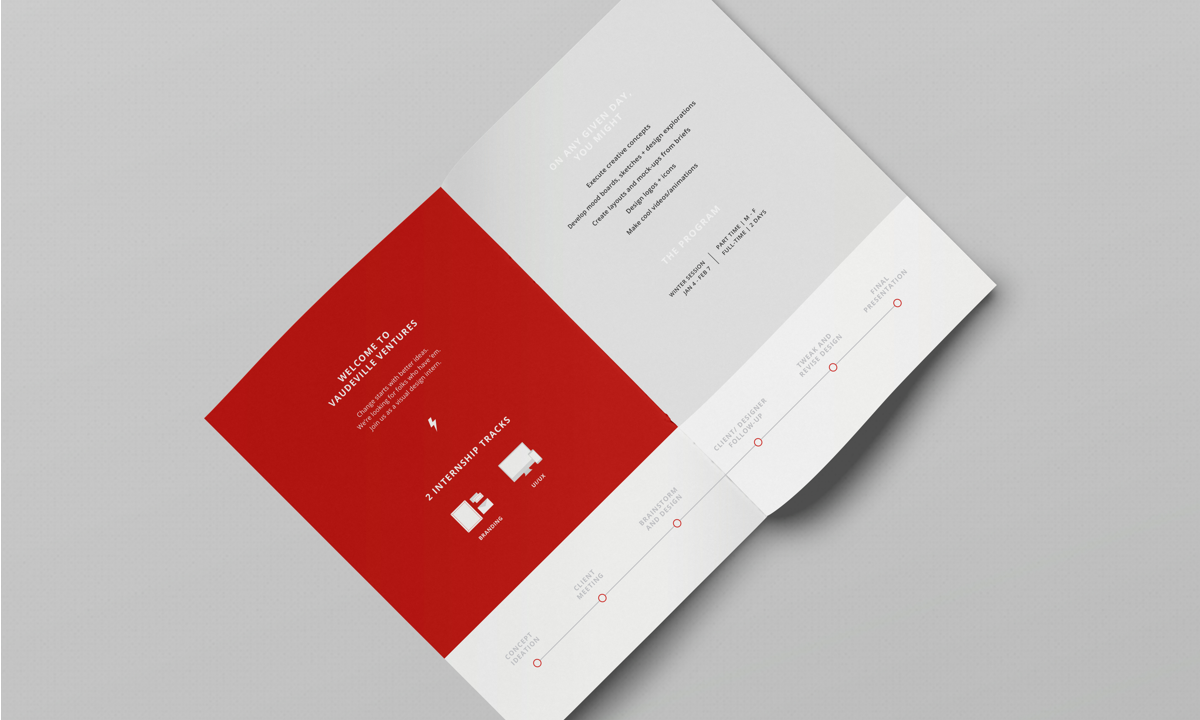 WELCOME TO
VAUDEVILLE VENTURES
Change starts with better ideas.
We're looking for folks who have 'em.
Join us as a visual design intern.
2 INTERNSHIP TRACKS
BRANDING
UI/UX
ON ANY GIVEN DAY,
YOU MIGHT
Execute creative concepts
Develop mood boards, sketches + design explorations
Create layouts and mock-ups from briefs
Design logos + icons
Make cool videos/animations
THE PROGRAM
WINTER SESSION
JAN 4 - FEB 7
PART TIME | M - F
FULL-TIME | 2 DAYS
CONCEPT
IDEATION
CLIENT
MEETING
BRAINSTORM
AND DESIGN
CLIENT/ DESIGNER
FOLLOW-UP
TWEAK AND
REVISE DESIGN
FINAL
PRESENTATION